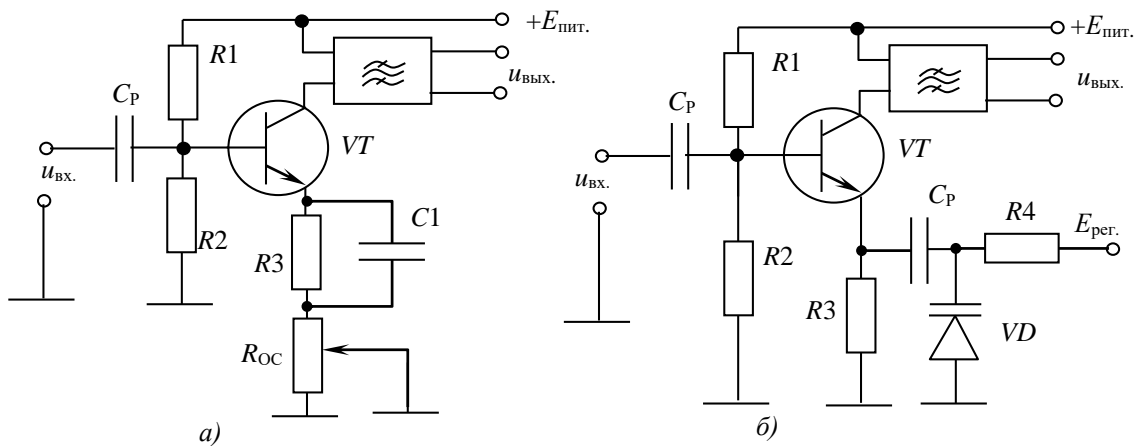 +Eпит.
R1
uвых.
CР
VT
uвх.
R2
C1
R3
RОС
а)
+Eпит.
R1
uвых.
CР
VT
uвх.
CР
R4
Eрег.
R2
R3
VD
б)